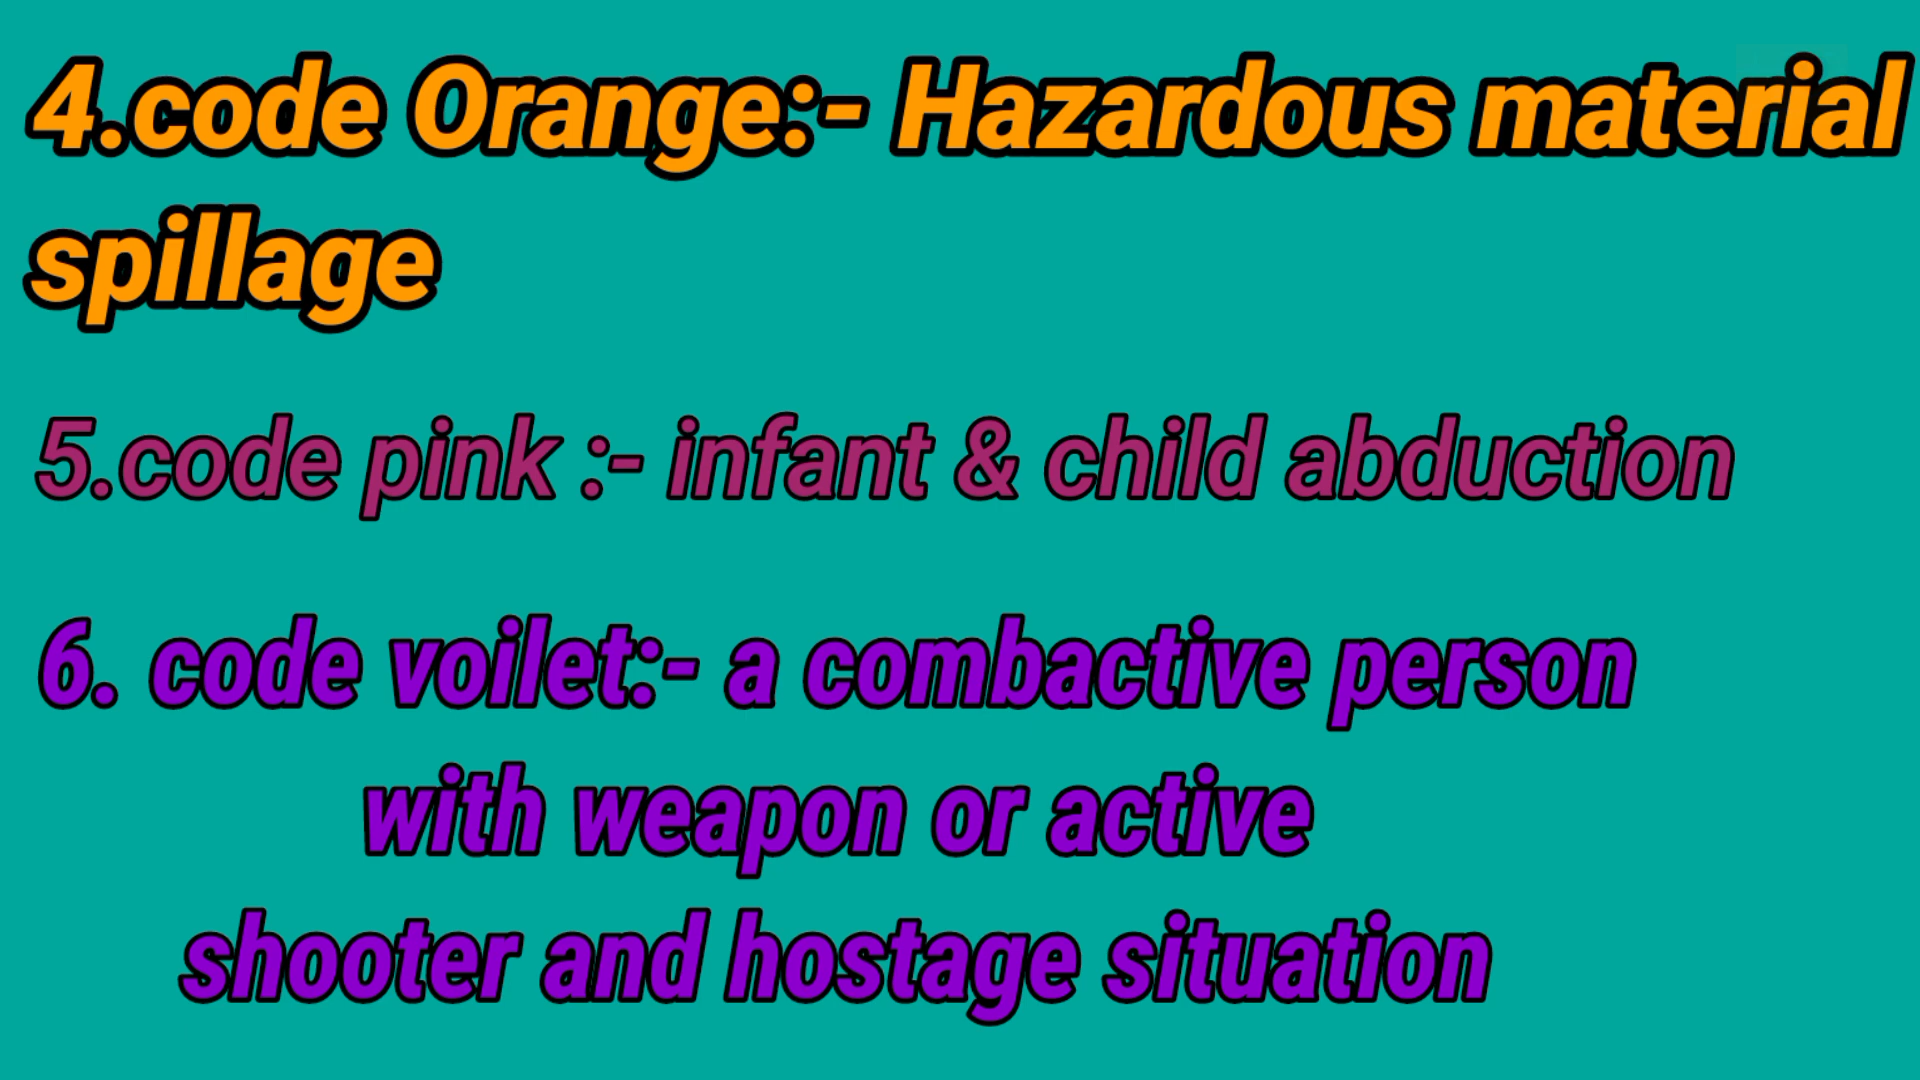 4.code Orange:- Hazardous material
spillage
5.code pink :- infant & child abduction
6. code voilet:- a combactive person
with weapon or active
shooter and hostage situation